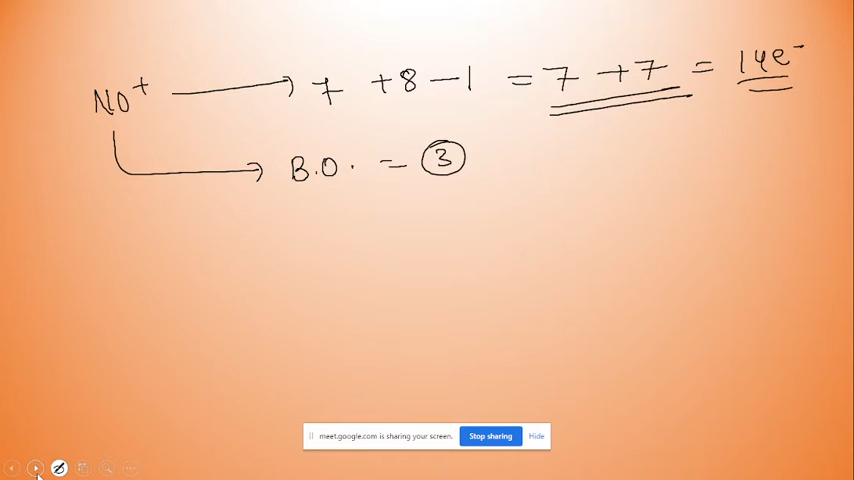 NO⁺ ⟶ 7 +8 −1 = 7 +7 = 14e⁻
⟶ B.O. = 3
meet.google.com is sharing your screen. Stop sharing Hide